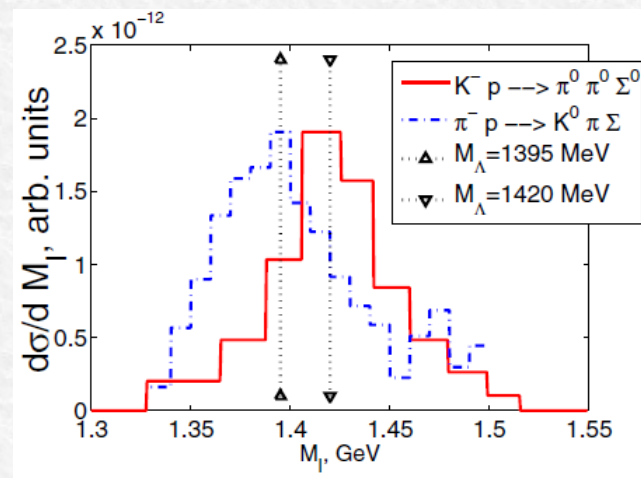 x 10⁻¹²
2.5
2
1.5
1
0.5
0
dσ/d M_I, arb. units
K⁻ p −−> π⁰ π⁰ Σ⁰
π⁻ p −−> K⁰ π Σ
M_Λ=1395 MeV
M_Λ=1420 MeV
1.3 1.35 1.4 1.45 1.5 1.55
M_I, GeV